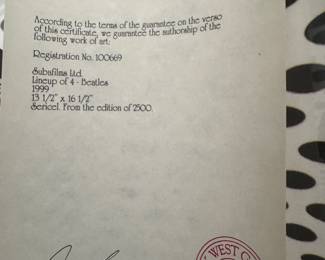 According to the terms of the guarantee on the verso
of this certificate, we guarantee the authorship of the
following work of art:
Registration No. 100669
Subafilms Ltd.
Lineup of 4 - Beatles
1999
13 1/2" x 16 1/2"
Sericel. From the edition of 2500.
WEST